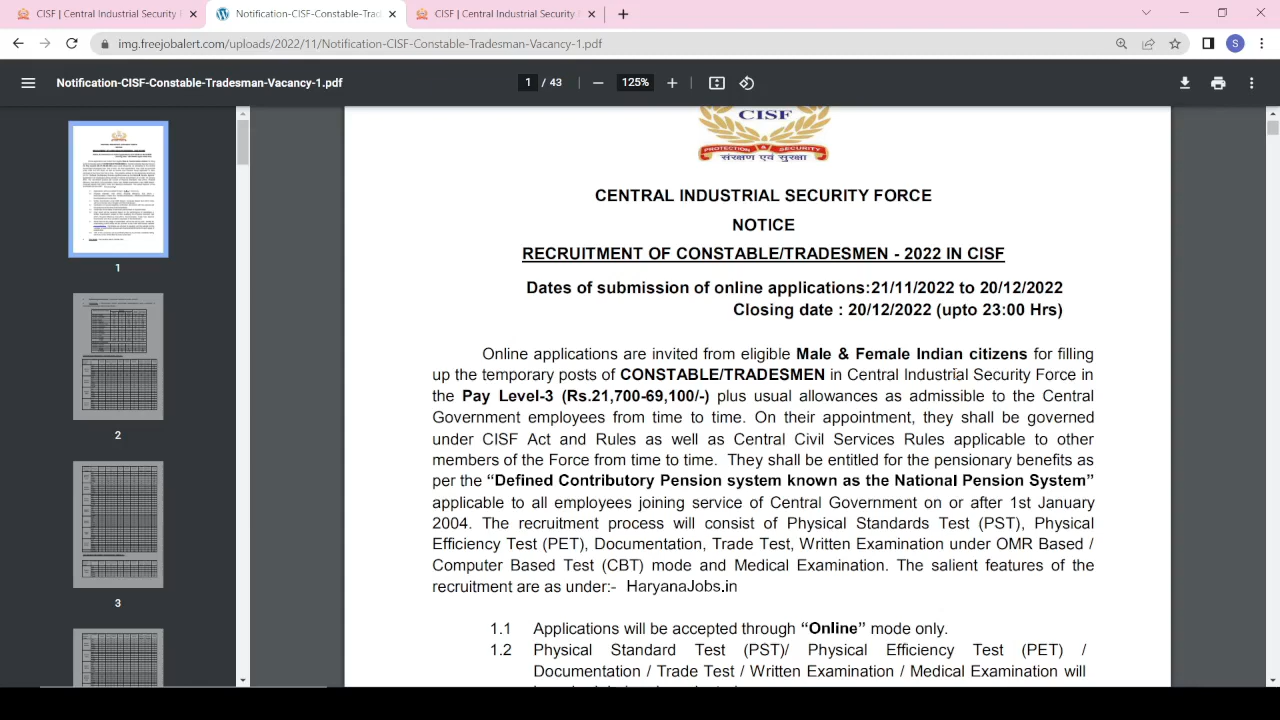 CISF | Central Industrial Security F
Notification-CISF-Constable-Trad
CISF | Central Industrial Security F
img.freejobalert.com/uploads/2022/11/Notification-CISF-Constable-Tradesman-Vacancy-1.pdf
S
Notification-CISF-Constable-Tradesman-Vacancy-1.pdf
1 / 43
125%
1
2
3
CISF
PROTECTION SECURITY
संरक्षण एवं सुरक्षा
CENTRAL INDUSTRIAL SECURITY FORCE
NOTICE
RECRUITMENT OF CONSTABLE/TRADESMEN - 2022 IN CISF
Dates of submission of online applications:21/11/2022 to 20/12/2022
Closing date : 20/12/2022 (upto 23:00 Hrs)
Online applications are invited from eligible Male & Female Indian citizens for filling
up the temporary posts of CONSTABLE/TRADESMEN in Central Industrial Security Force in
the Pay Level-3 (Rs.21,700-69,100/-) plus usual allowances as admissible to the Central
Government employees from time to time. On their appointment, they shall be governed
under CISF Act and Rules as well as Central Civil Services Rules applicable to other
members of the Force from time to time. They shall be entitled for the pensionary benefits as
per the “Defined Contributory Pension system known as the National Pension System”
applicable to all employees joining service of Central Government on or after 1st January
2004. The recruitment process will consist of Physical Standards Test (PST), Physical
Efficiency Test (PET), Documentation, Trade Test, Written Examination under OMR Based /
Computer Based Test (CBT) mode and Medical Examination. The salient features of the
recruitment are as under:- HaryanaJobs.in
1.1 Applications will be accepted through “Online” mode only.
1.2 Physical Standard Test (PST)/ Physical Efficiency Test (PET) /
Documentation / Trade Test / Written Examination / Medical Examination will